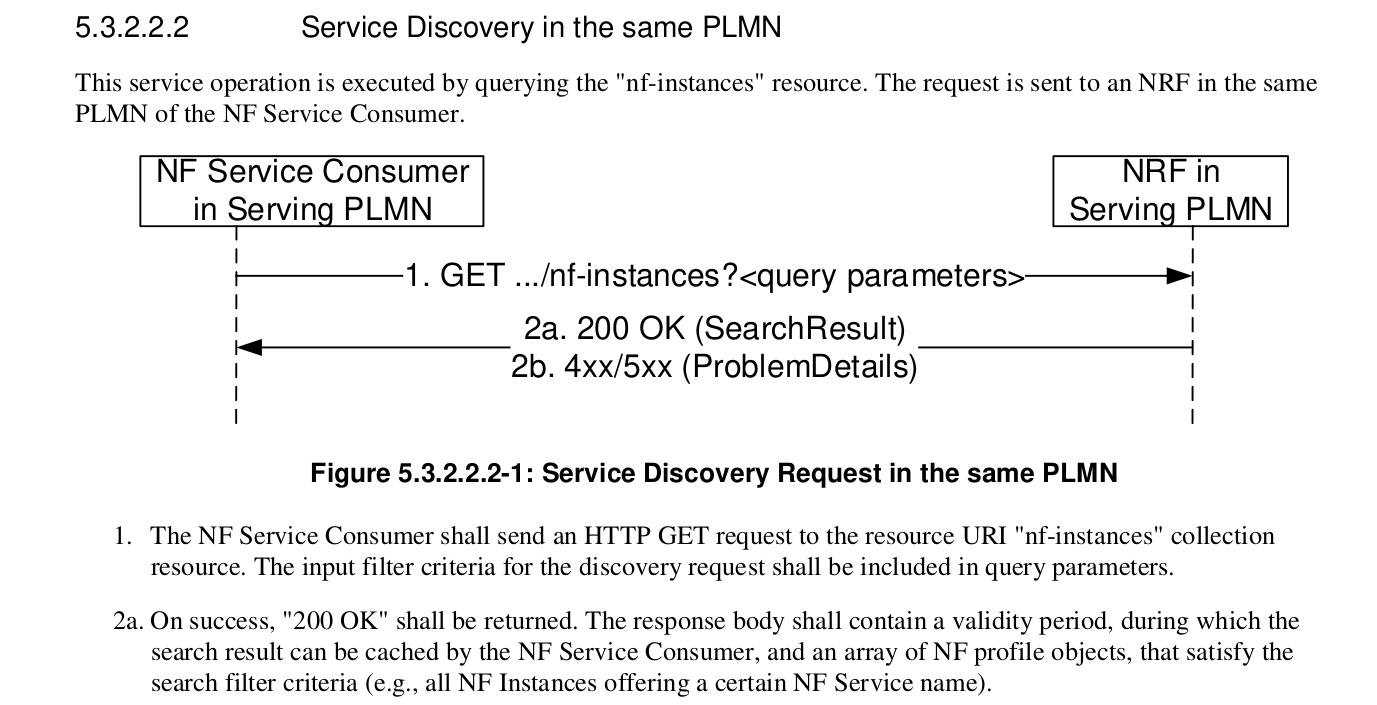 5.3.2.2.2 Service Discovery in the same PLMN
This service operation is executed by querying the "nf-instances" resource. The request is sent to an NRF in the same
PLMN of the NF Service Consumer.
NF Service Consumer
in Serving PLMN
NRF in
Serving PLMN
1. GET .../nf-instances?<query parameters>
2a. 200 OK (SearchResult)
2b. 4xx/5xx (ProblemDetails)
Figure 5.3.2.2.2-1: Service Discovery Request in the same PLMN
1. The NF Service Consumer shall send an HTTP GET request to the resource URI "nf-instances" collection
resource. The input filter criteria for the discovery request shall be included in query parameters.
2a. On success, "200 OK" shall be returned. The response body shall contain a validity period, during which the
search result can be cached by the NF Service Consumer, and an array of NF profile objects, that satisfy the
search filter criteria (e.g., all NF Instances offering a certain NF Service name).